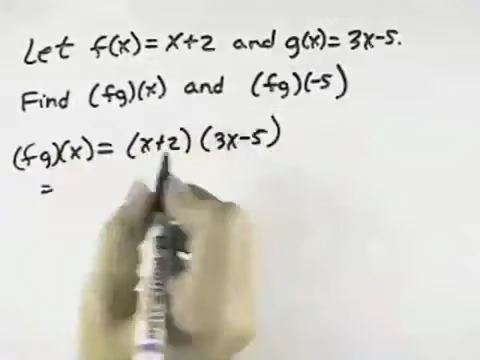 Let f(x) = x+2 and g(x) = 3x-5.
Find (fg)(x) and (fg)(-5)
(fg)(x) = (x+2) (3x-5)
=